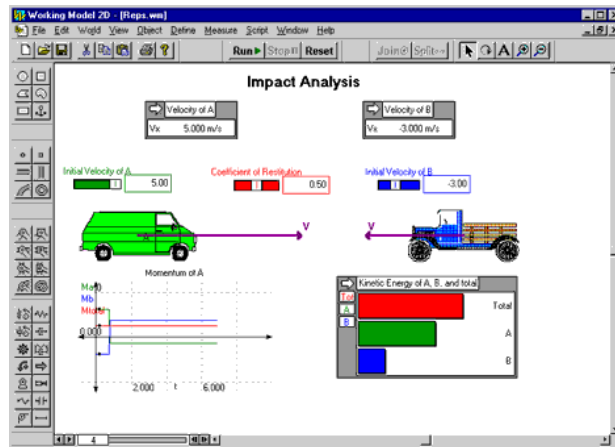 Working Model 2D - [Reps.wm]
File Edit World View Object Define Measure Script Window Help
Run Stop Reset Join Split A
Impact Analysis
Velocity of A Velocity of B
Vx 5.000 m/s Vx -3.000 m/s
Initial Velocity of A Coefficient of Restitution Initial Velocity of B
5.00 0.50 -3.00
V V
Momentum of A Kinetic Energy of A, B, and total
Mb Total
Mtotal A
0.000 B
2.000 t 6.000
4